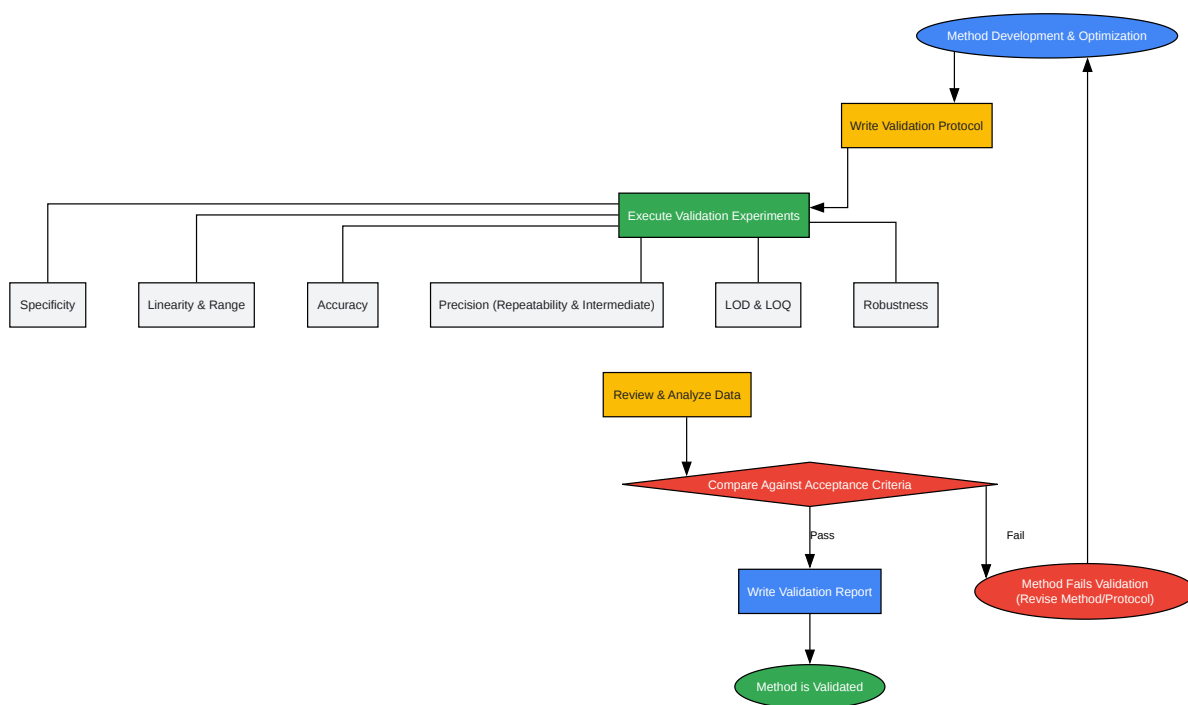 Method Development & Optimization
Write Validation Protocol
Execute Validation Experiments
Specificity
Linearity & Range
Accuracy
Precision (Repeatability & Intermediate)
LOD & LOQ
Robustness
Review & Analyze Data
Compare Against Acceptance Criteria
Pass
Fail
Method Fails Validation
(Revise Method/Protocol)
Write Validation Report
Method is Validated